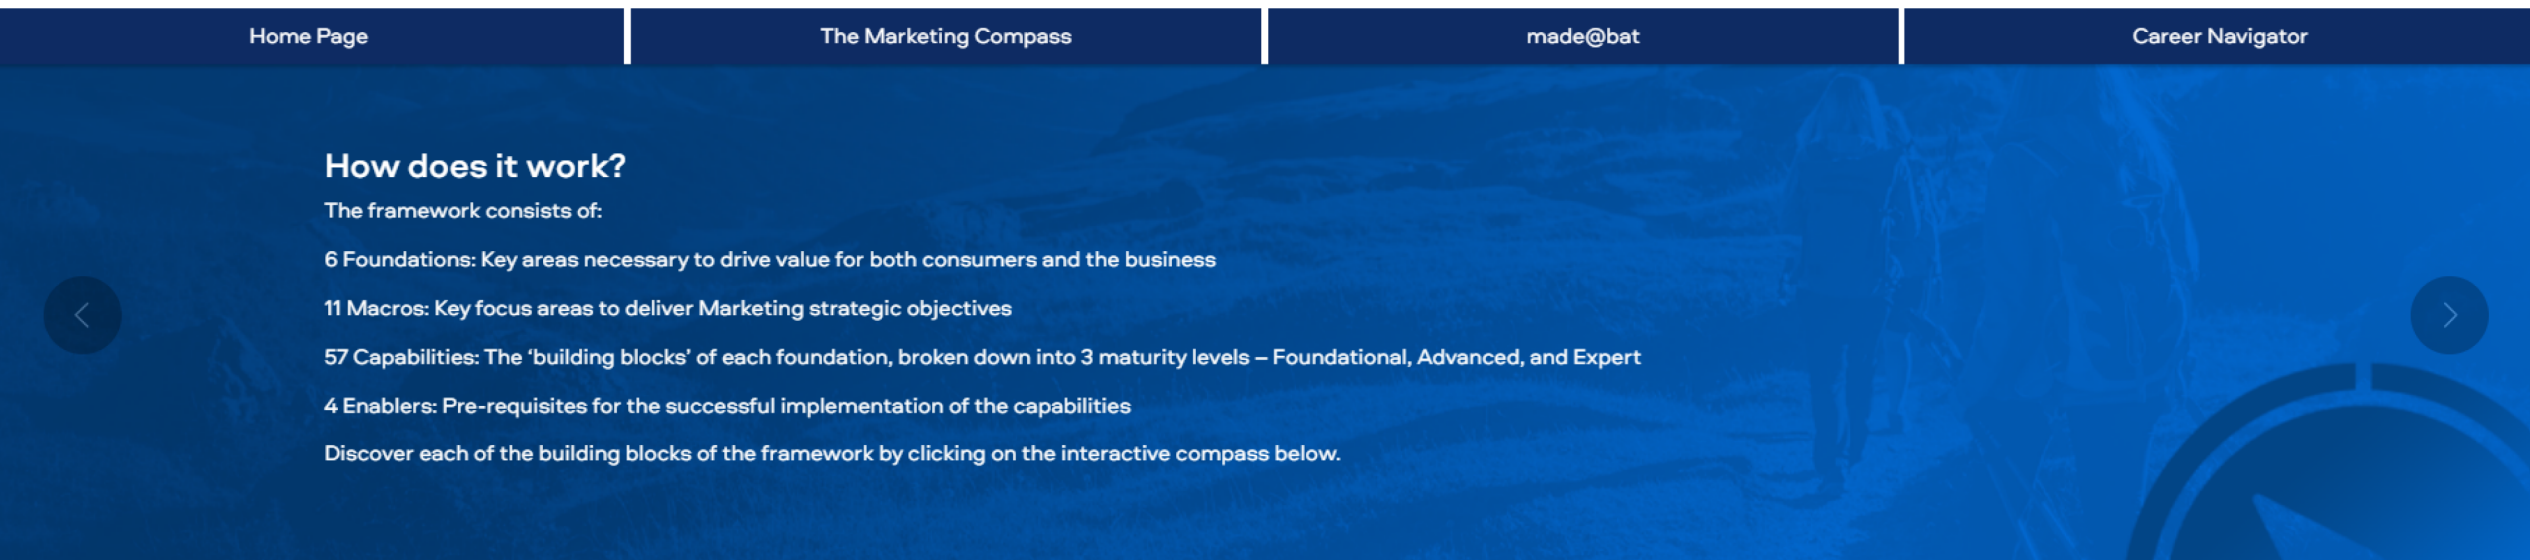 Home Page
The Marketing Compass
made@bat
Career Navigator
How does it work?
The framework consists of:
6 Foundations: Key areas necessary to drive value for both consumers and the business
11 Macros: Key focus areas to deliver Marketing strategic objectives
57 Capabilities: The ‘building blocks’ of each foundation, broken down into 3 maturity levels – Foundational, Advanced, and Expert
4 Enablers: Pre-requisites for the successful implementation of the capabilities
Discover each of the building blocks of the framework by clicking on the interactive compass below.